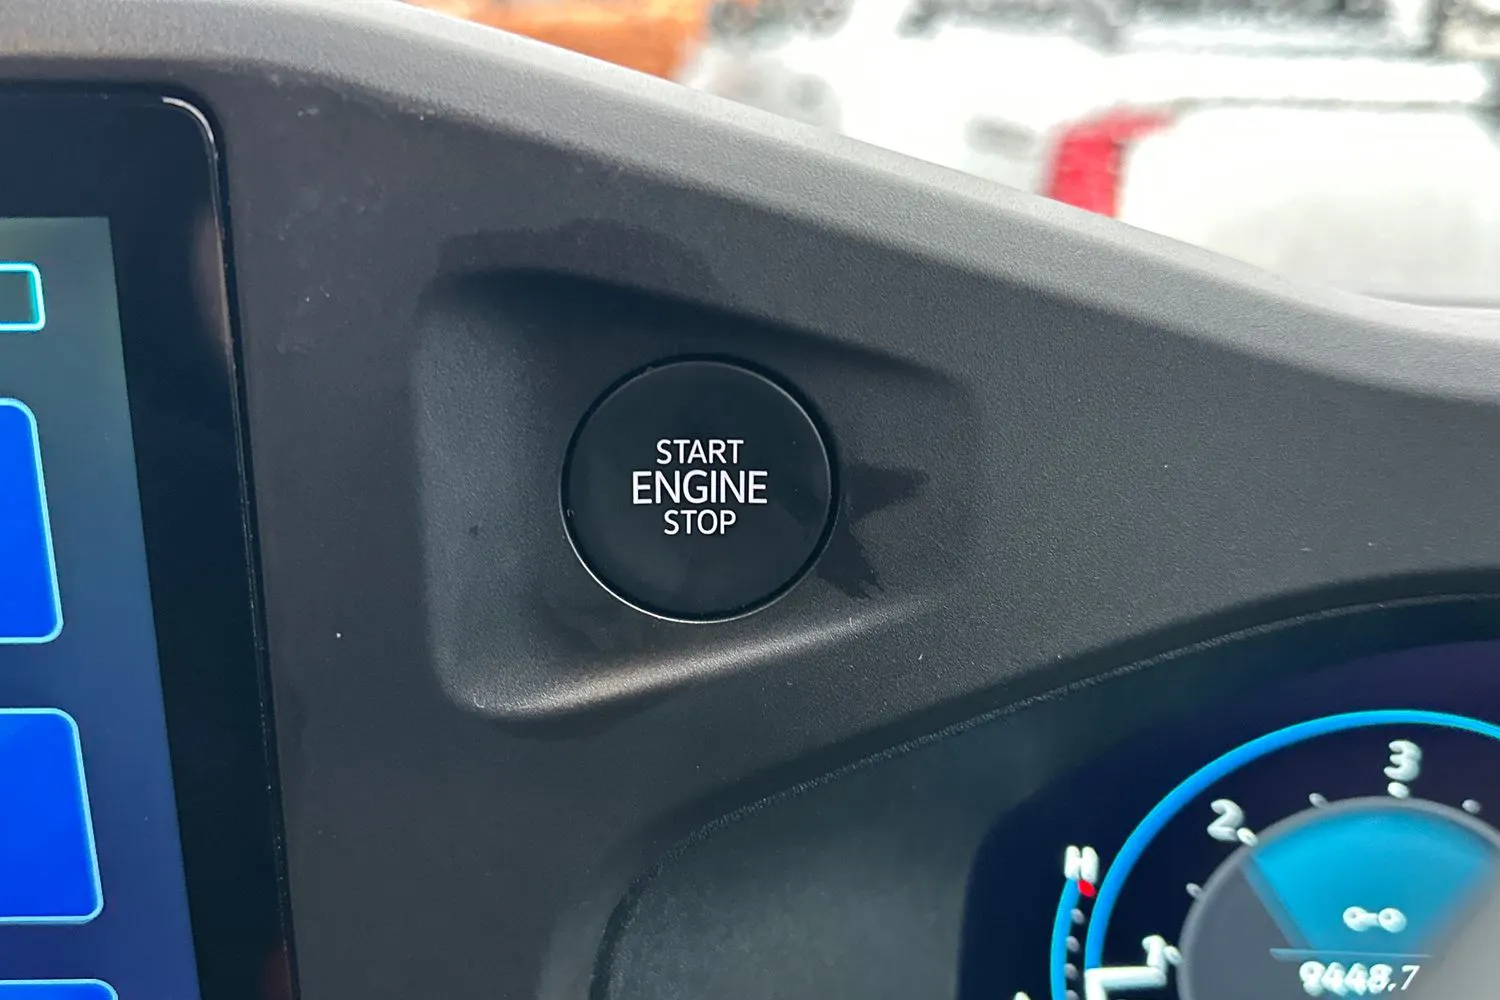 START
ENGINE
STOP
3
2
H
1
9448.7